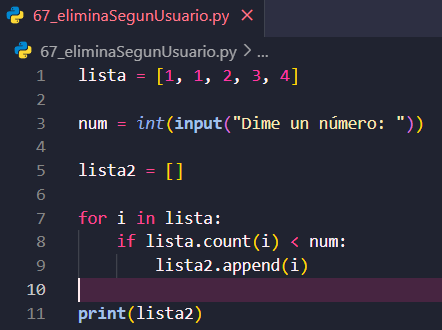 67_eliminaSegunUsuario.py ×
67_eliminaSegunUsuario.py > ...
1 lista = [1, 1, 2, 3, 4]
2
3 num = int(input("Dime un número: "))
4
5 lista2 = []
6
7 for i in lista:
8     if lista.count(i) < num:
9         lista2.append(i)
10
11 print(lista2)